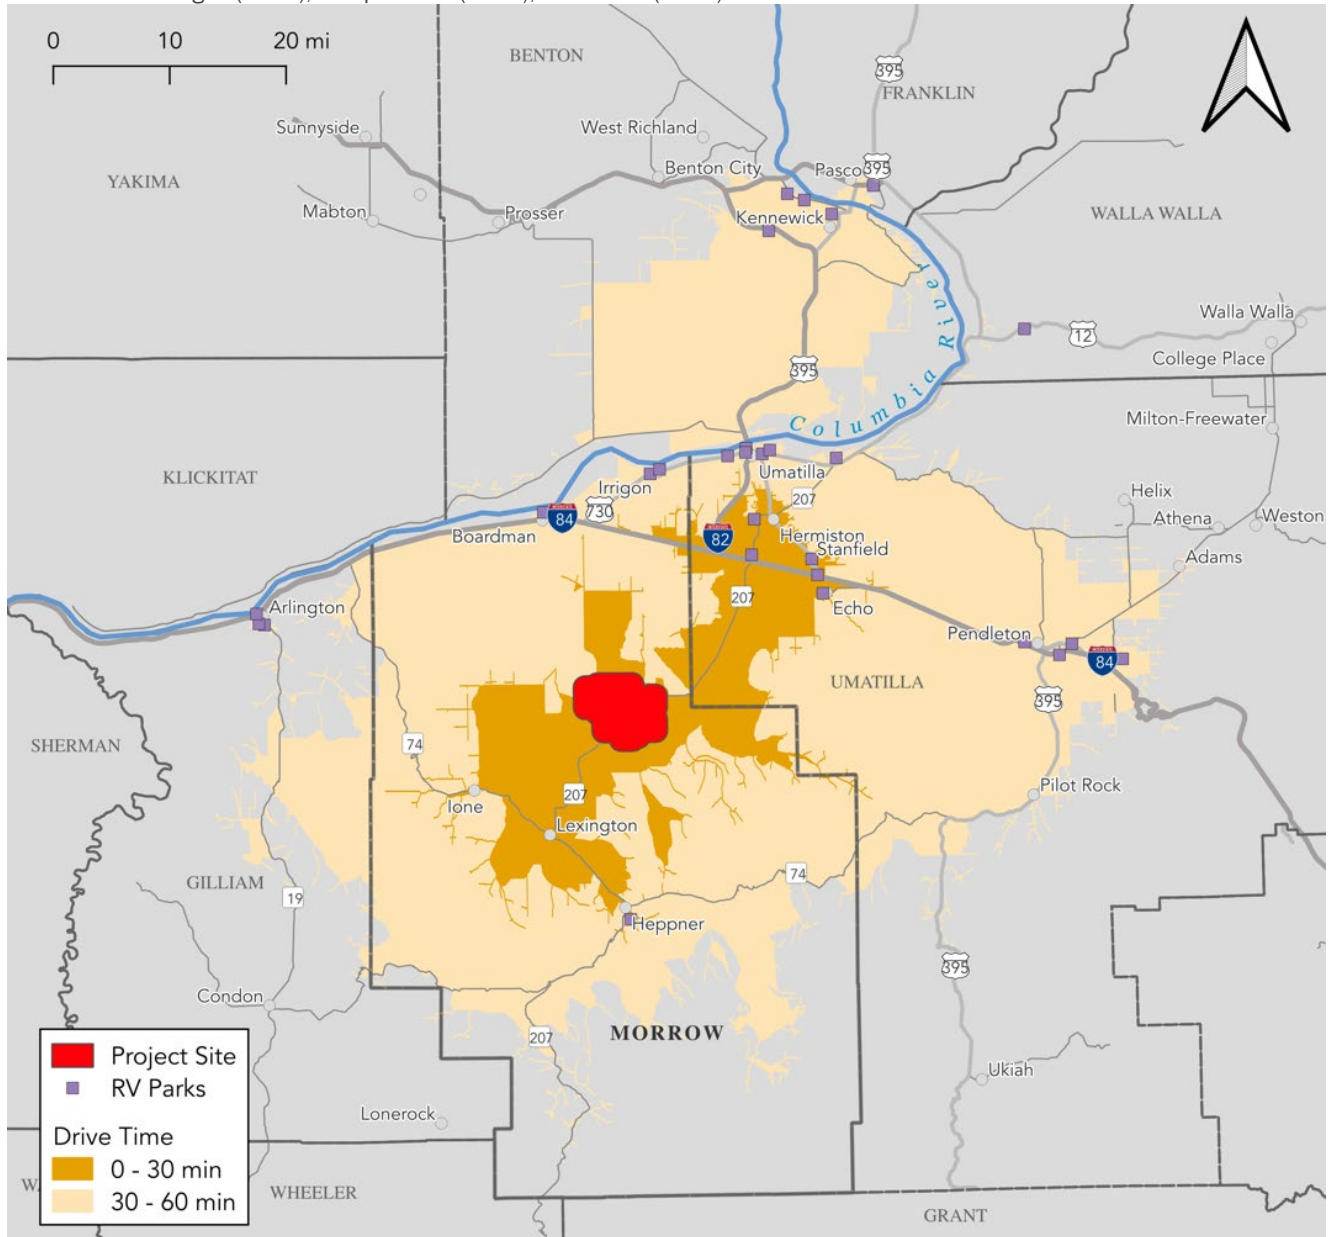 0 10 20 mi
BENTON
395
FRANKLIN
Sunnyside
West Richland
Benton City
Pasco
395
YAKIMA
Mabton
Prosser
Kennewick
WALLA WALLA
Columbia River
Walla Walla
12
College Place
395
Milton-Freewater
KLICKITAT
Umatilla
Irrigon
207
730
Helix
Boardman
84
82
Hermiston
Athena
Weston
Stanfield
Adams
207
Echo
Arlington
Pendleton
84
UMATILLA
395
SHERMAN
74
207
Ione
Pilot Rock
Lexington
GILLIAM
19
74
Heppner
395
Condon
207
MORROW
Ukiah
Lonerock
WHEELER
GRANT
Project Site
RV Parks
Drive Time
0 - 30 min
30 - 60 min